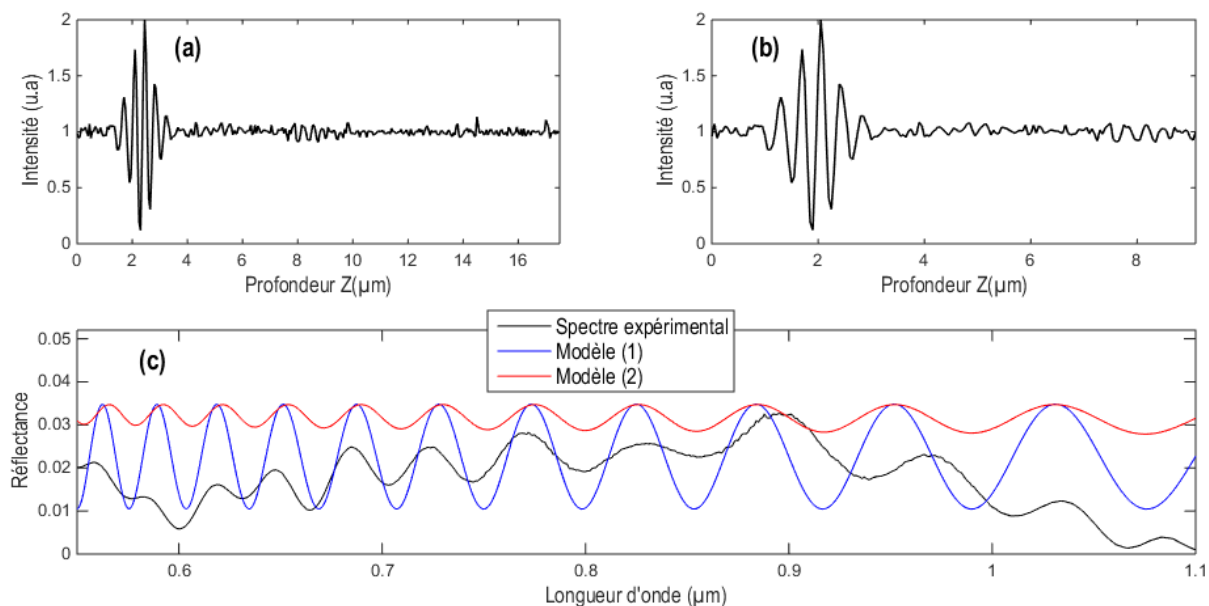 (a)
2
1.5
1
0.5
0
Intensité (u.a)
0 2 4 6 8 10 12 14 16
Profondeur Z(µm)
(b)
2
1.5
1
0.5
0
Intensité (u.a)
0 2 4 6 8
Profondeur Z(µm)
(c)
Spectre expérimental
Modèle (1)
Modèle (2)
0.05
0.04
0.03
0.02
0.01
0
Réflectance
0.6 0.7 0.8 0.9 1 1.1
Longueur d'onde (µm)